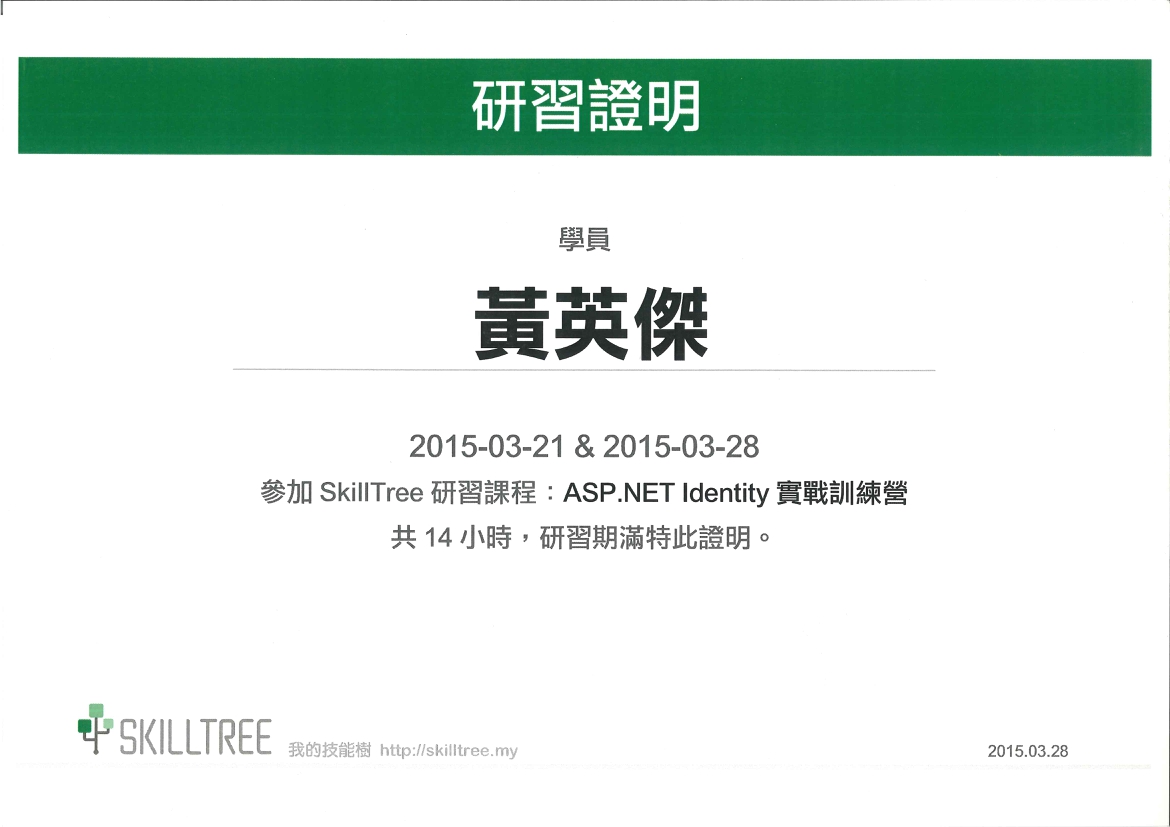 研習證明
學員
黃英傑
2015-03-21 & 2015-03-28
參加 SkillTree 研習課程：ASP.NET Identity 實戰訓練營
共 14 小時，研習期滿特此證明。
SKILLTREE 我的技能樹 http://skilltree.my
2015.03.28